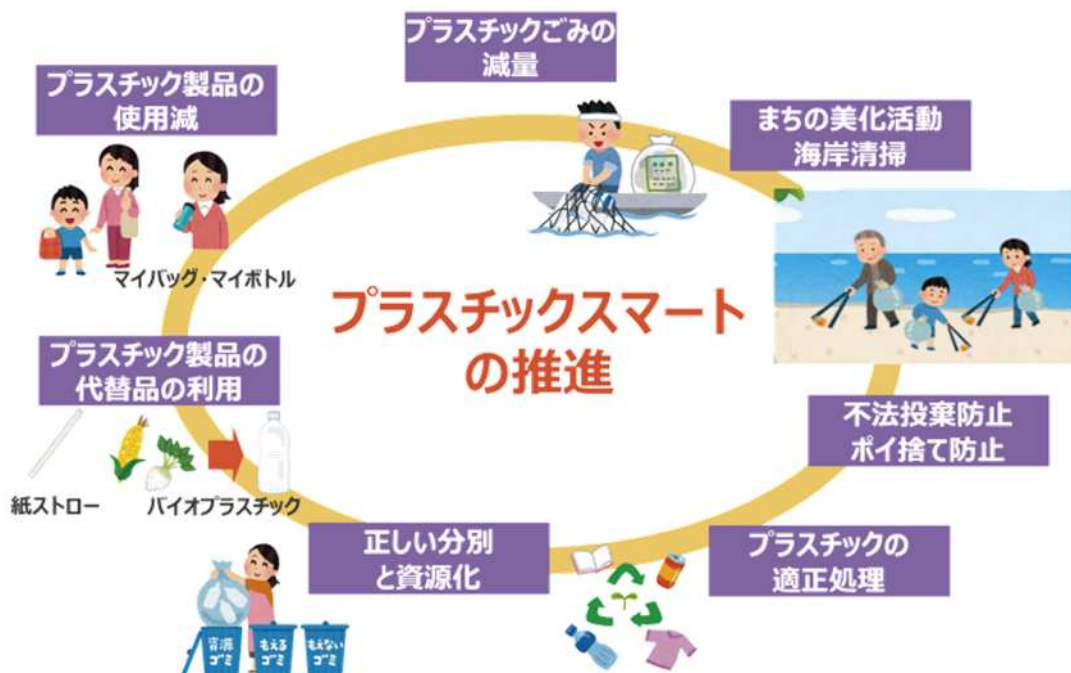 プラスチックごみの
減量
プラスチック製品の
使用減
まちの美化活動
海岸清掃
マイバッグ・マイボトル
プラスチックスマート
の推進
プラスチック製品の
代替品の利用
不法投棄防止
ポイ捨て防止
紙ストロー
バイオプラスチック
正しい分別
と資源化
プラスチックの
適正処理
資源
ゴミ
もえる
ゴミ
もえない
ゴミ